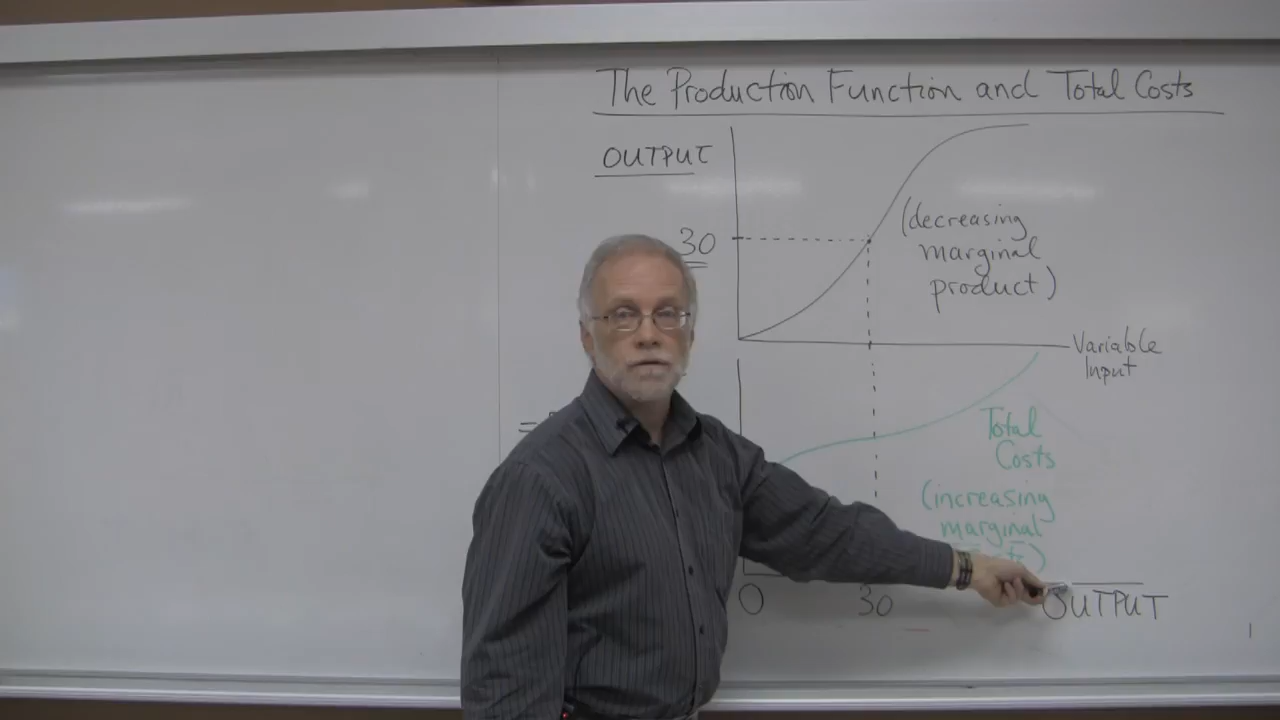 The Production Function and Total Costs
OUTPUT
30
(decreasing
marginal
product)
Variable
Input
=
Total
Costs
(increasing
marginal
0
30
OUTPUT